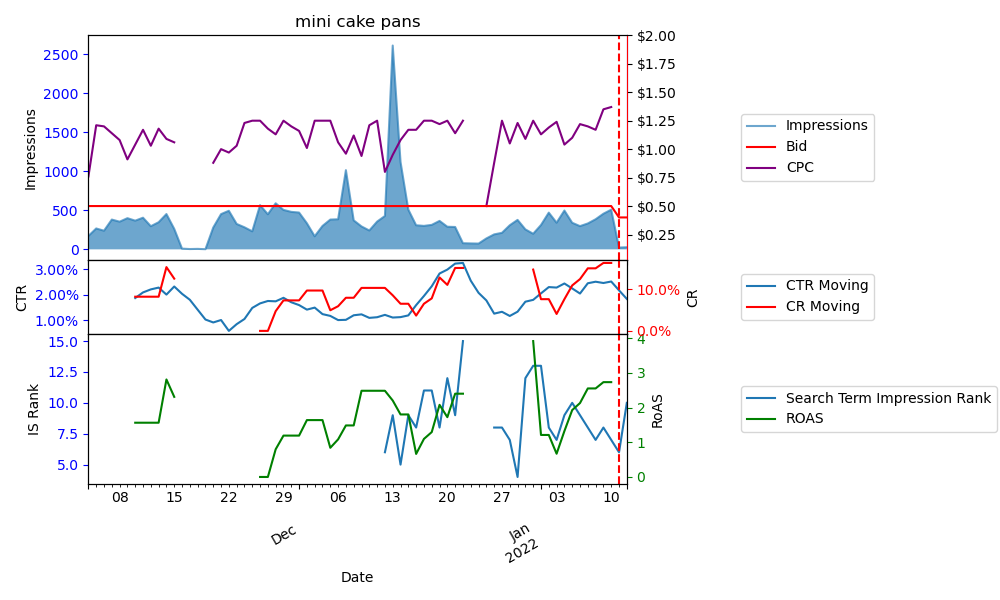 mini cake pans
Impressions
2500
2000
1500
1000
500
0
$2.00
$1.75
$1.50
$1.25
$1.00
$0.75
$0.50
$0.25
Impressions
Bid
CPC
CTR
3.00%
2.00%
1.00%
10.0%
0.0%
CR
CTR Moving
CR Moving
IS Rank
15.0
12.5
10.0
7.5
5.0
4
3
2
1
0
RoAS
Search Term Impression Rank
ROAS
08 15 22 29 06 13 20 27 03 10
Dec
Jan
2022
Date